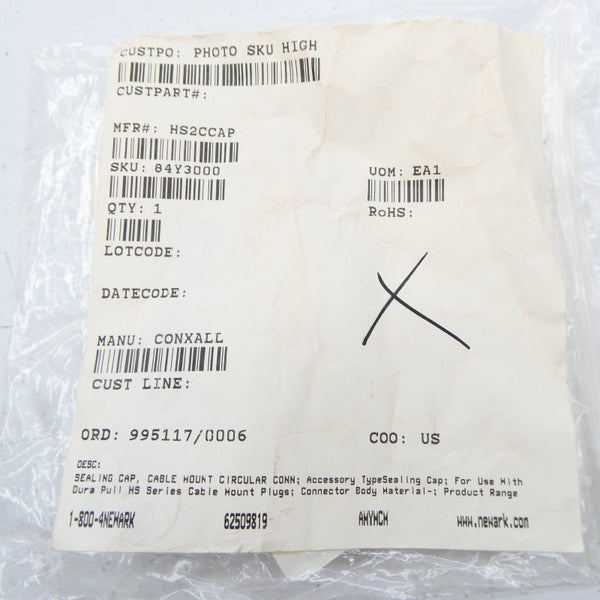 CUSTPO: PHOTO SKU HIGH
CUSTPART#:
MFR#: HS2CCAP
SKU: 84Y3000
UOM: EA1
QTY: 1
RoHS:
LOTCODE:
DATECODE:
MANU: CONXALL
CUST LINE:
ORD: 995117/0006
COO: US
DESC:
SEALING CAP, CABLE MOUNT CIRCULAR CONN; Accessory TypeSealing Cap; For Use With
Dura Pull HS Series Cable Mount Plugs; Connector Body Material-; Product Range
1-800-4NEWARK 62509819 AMYMCM www.newark.com